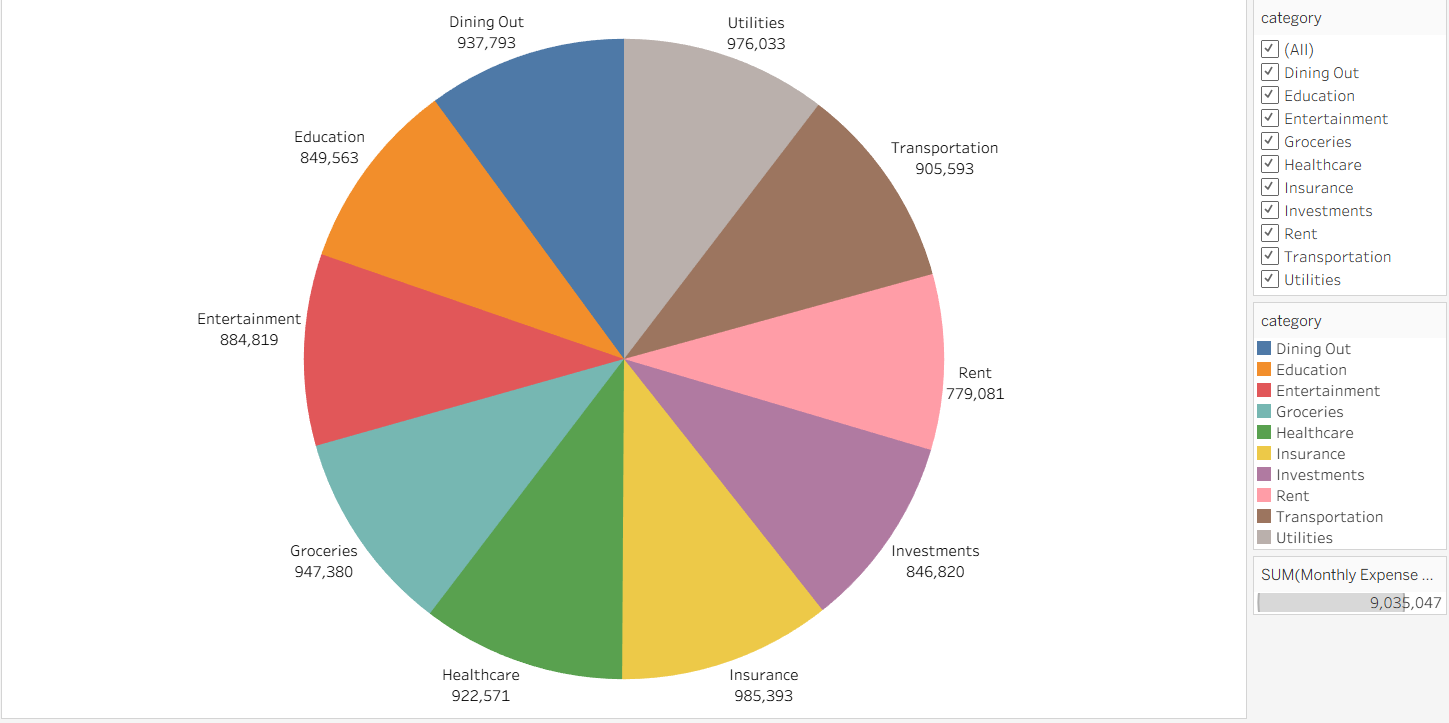 Dining Out
937,793
Utilities
976,033
Education
849,563
Transportation
905,593
Entertainment
884,819
Rent
779,081
Groceries
947,380
Investments
846,820
Healthcare
922,571
Insurance
985,393
category
(All)
Dining Out
Education
Entertainment
Groceries
Healthcare
Insurance
Investments
Rent
Transportation
Utilities
category
Dining Out
Education
Entertainment
Groceries
Healthcare
Insurance
Investments
Rent
Transportation
Utilities
SUM(Monthly Expense ...
9,035,047